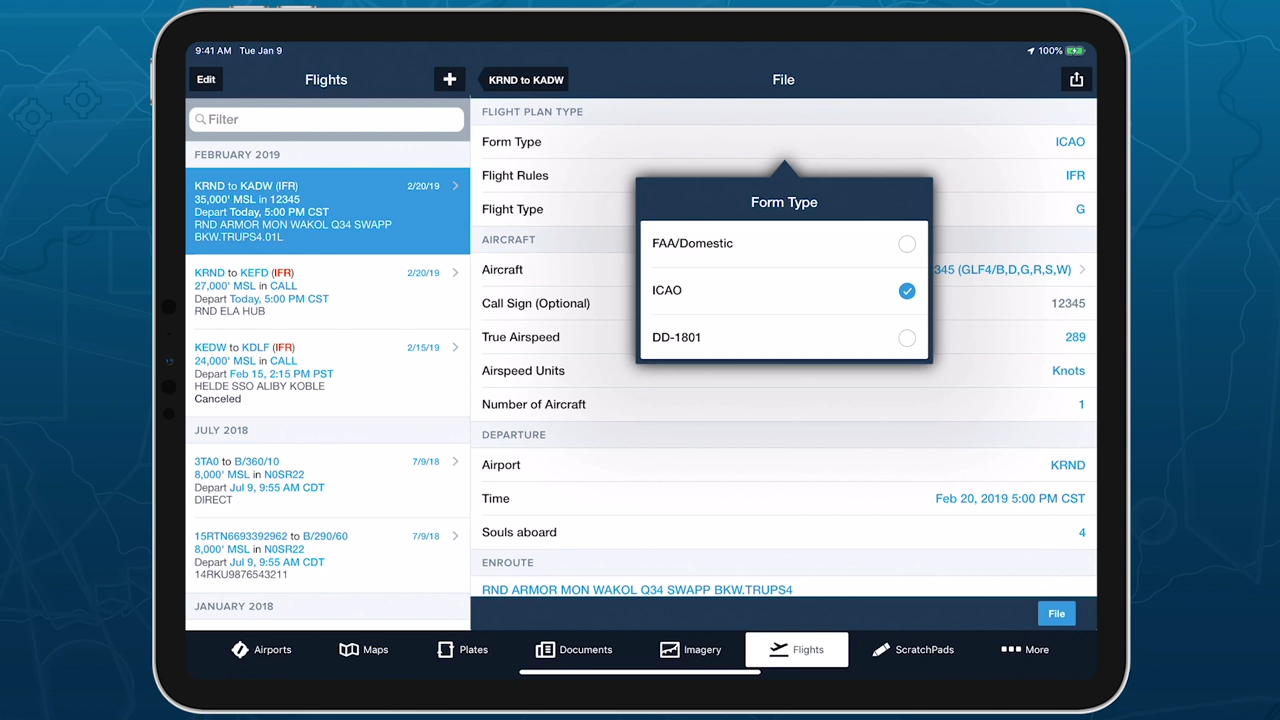 9:41 AM Tue Jan 9
100%
Edit
Flights
KRND to KADW
File
Filter
FEBRUARY 2019
KRND to KADW (IFR)
2/20/19
35,000' MSL in 12345
Depart Today, 5:00 PM CST
RND ARMOR MON WAKOL Q34 SWAPP
BKW.TRUPS4.01L
KRND to KEFD (IFR)
2/20/19
27,000' MSL in CALL
Depart Today, 5:00 PM CST
RND ELA HUB
KEDW to KDLF (IFR)
2/15/19
24,000' MSL in CALL
Depart Feb 15, 2:15 PM PST
HELDE SSO ALIBY KOBLE
Canceled
JULY 2018
3TA0 to B/360/10
7/9/18
8,000' MSL in N0SR22
Depart Jul 9, 9:55 AM CDT
DIRECT
15RTN6693392962 to B/290/60
7/9/18
8,000' MSL in N0SR22
Depart Jul 9, 9:55 AM CDT
14RKU9876543211
JANUARY 2018
FLIGHT PLAN TYPE
Form Type
ICAO
Flight Rules
IFR
Flight Type
G
AIRCRAFT
Aircraft
345 (GLF4/B,D,G,R,S,W)
Call Sign (Optional)
12345
True Airspeed
289
Airspeed Units
Knots
Number of Aircraft
1
DEPARTURE
Airport
KRND
Time
Feb 20, 2019 5:00 PM CST
Souls aboard
4
ENROUTE
RND ARMOR MON WAKOL Q34 SWAPP BKW.TRUPS4
Form Type
FAA/Domestic
ICAO
DD-1801
File
Airports
Maps
Plates
Documents
Imagery
Flights
ScratchPads
More